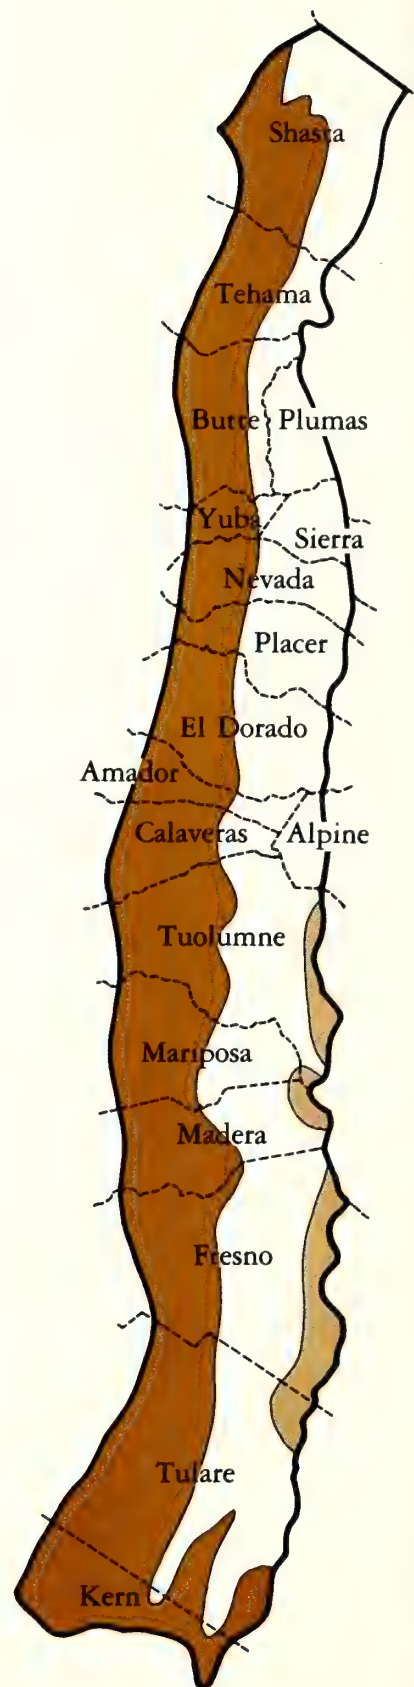 Shasta
Tehama
Butte
Plumas
Yuba
Sierra
Nevada
Placer
El Dorado
Amador
Calaveras
Alpine
Tuolumne
Mariposa
Madera
Fresno
Tulare
Kern